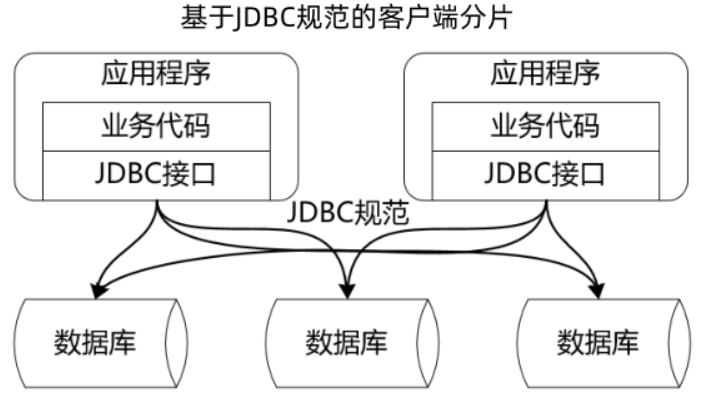 基于JDBC规范的客户端分片
应用程序
应用程序
业务代码
业务代码
JDBC接口
JDBC接口
JDBC规范
数据库
数据库
数据库